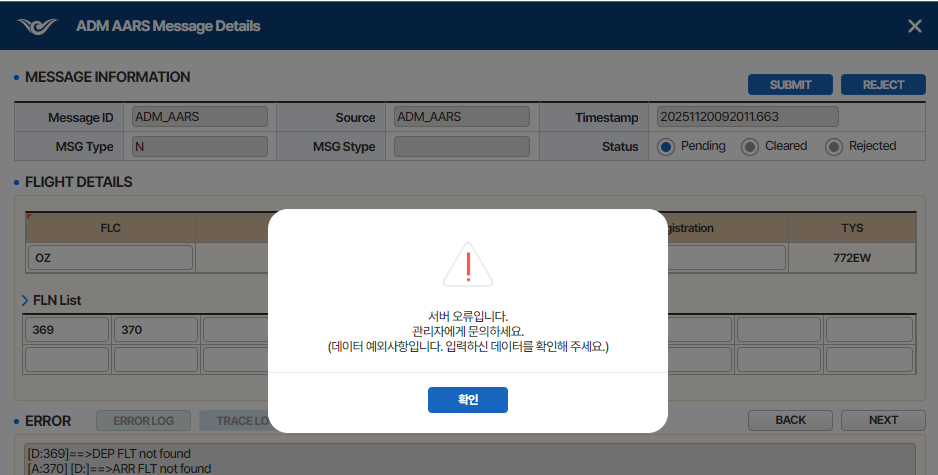 ADM AARS Message Details
MESSAGE INFORMATION
SUBMIT REJECT
Message ID ADM_AARS Source ADM_AARS Timestamp 20251120092011.663
MSG Type N MSG Stype Status Pending Cleared Rejected
FLIGHT DETAILS
FLC gistration TYS
OZ 772EW
FLN List
369 370
서버 오류입니다.
관리자에게 문의하세요.
(데이터 예외사항입니다. 입력하신 데이터를 확인해 주세요.)
확인
ERROR ERROR LOG TRACE LO BACK NEXT
[D:369]==>DEP FLT not found
[A:370] [D:]==>ARR FLT not found